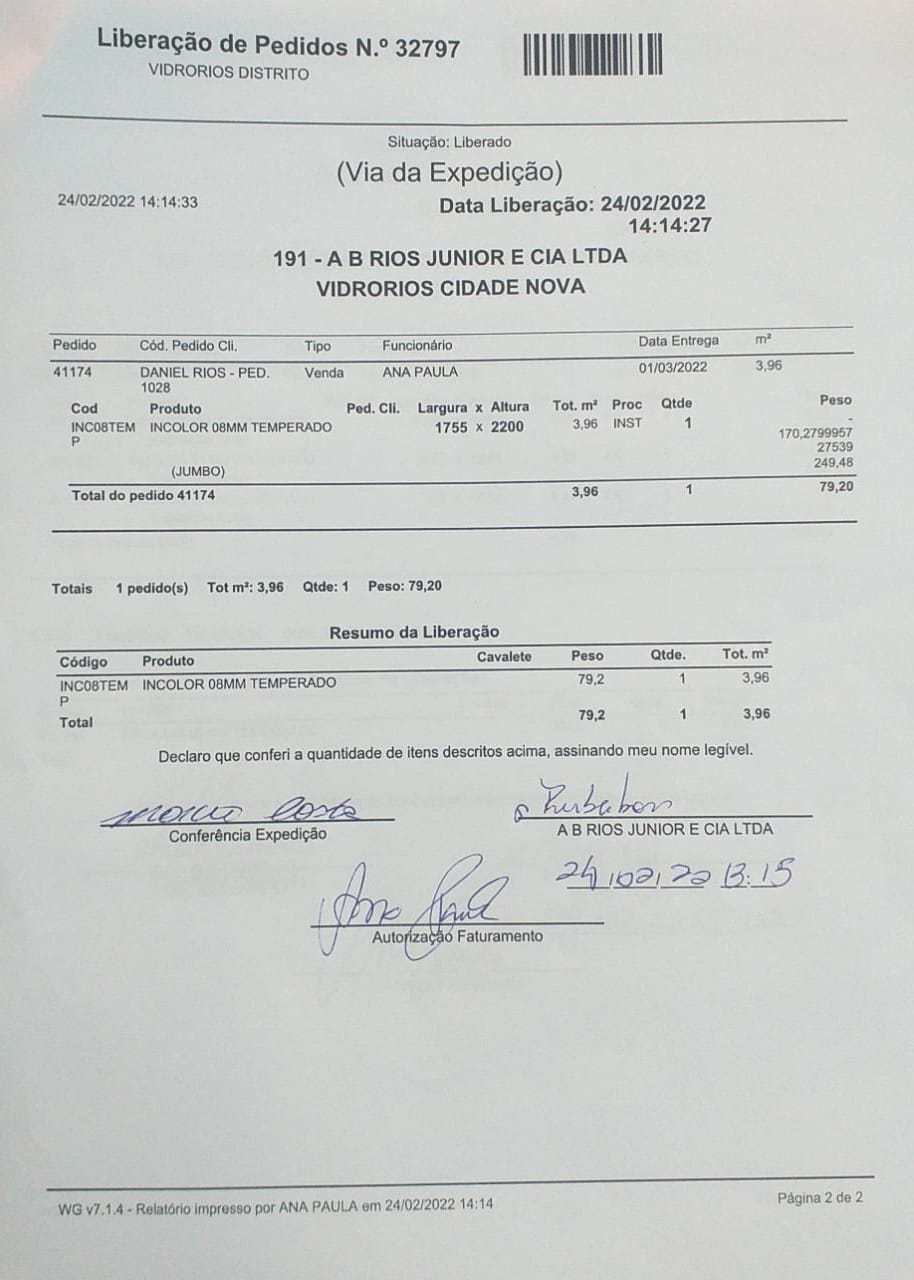 Liberação de Pedidos N.º 32797
VIDRORIOS DISTRITO
Situação: Liberado
(Via da Expedição)
24/02/2022 14:14:33
Data Liberação: 24/02/2022
14:14:27
191 - A B RIOS JUNIOR E CIA LTDA
VIDRORIOS CIDADE NOVA
Pedido Cód. Pedido Cli. Tipo Funcionário Data Entrega m²
41174 DANIEL RIOS - PED. Venda ANA PAULA 01/03/2022 3,96
1028
Cod Produto Ped. Cli. Largura x Altura Tot. m² Proc Qtde Peso
INC08TEM INCOLOR 08MM TEMPERADO 1755 x 2200 3,96 INST 1 -
P 170,2799957
27539
(JUMBO) 249,48
Total do pedido 41174 3,96 1 79,20
Totais 1 pedido(s) Tot m²: 3,96 Qtde: 1 Peso: 79,20
Resumo da Liberação
Código Produto Cavalete Peso Qtde. Tot. m²
INC08TEM INCOLOR 08MM TEMPERADO 79,2 1 3,96
P
Total 79,2 1 3,96
Declaro que conferi a quantidade de itens descritos acima, assinando meu nome legível.
Costa
Conferência Expedição
A B RIOS JUNIOR E CIA LTDA
24/02/22 13:15
Ana Paula
Autorização Faturamento
WG v7.1.4 - Relatório impresso por ANA PAULA em 24/02/2022 14:14
Página 2 de 2